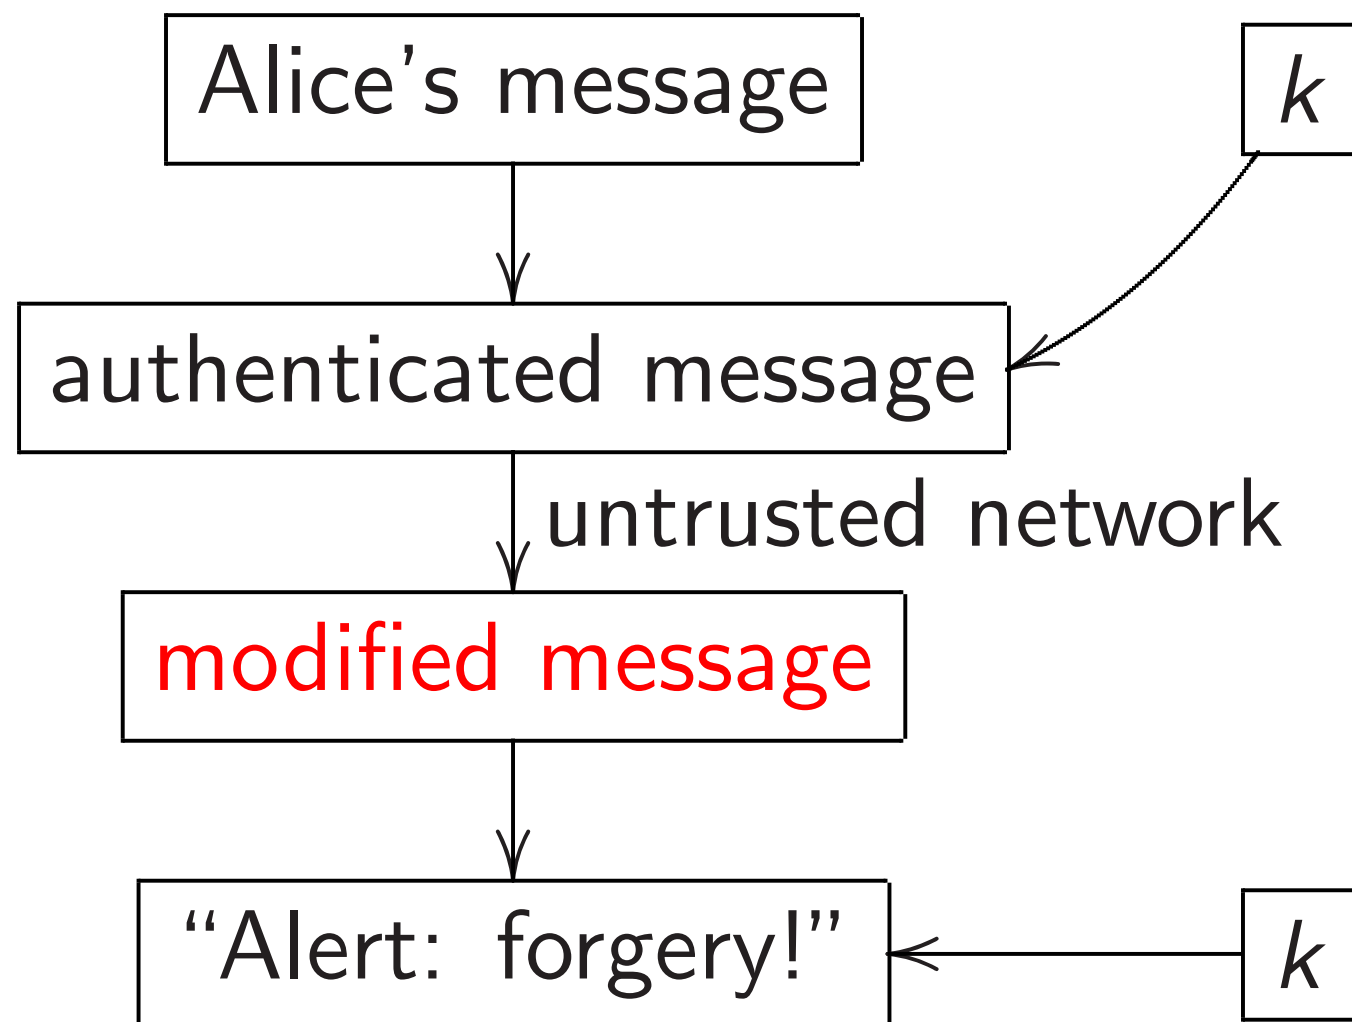 Alice’s message
k
authenticated message
untrusted network
modified message
“Alert: forgery!”
k